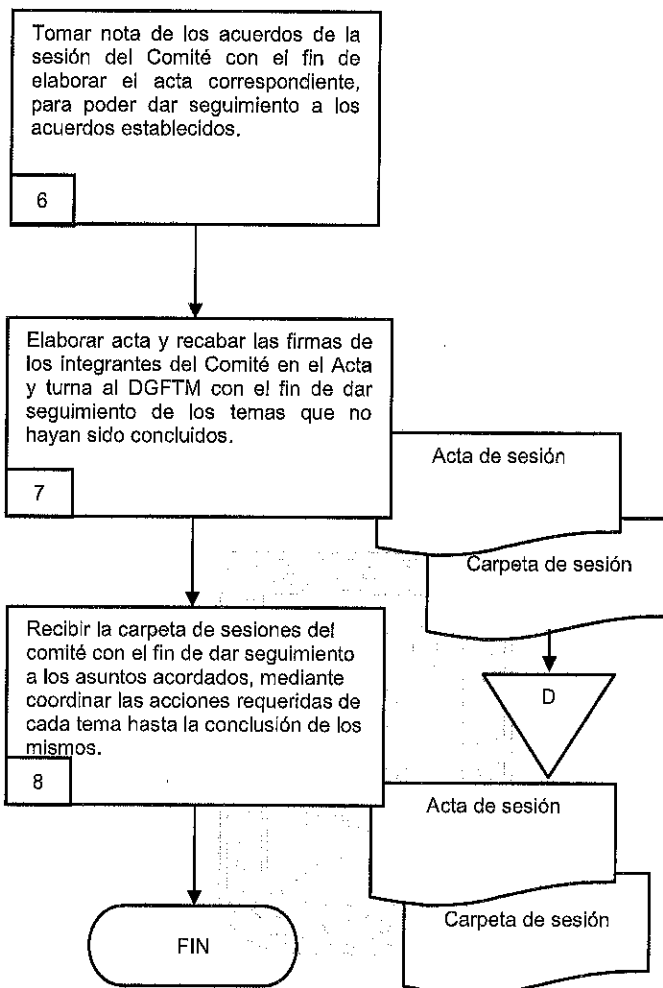 Tomar nota de los acuerdos de la
sesión del Comité con el fin de
elaborar el acta correspondiente,
para poder dar seguimiento a los
acuerdos establecidos.
6
Elaborar acta y recabar las firmas de
los integrantes del Comité en el Acta
y turna al DGFTM con el fin de dar
seguimiento de los temas que no
hayan sido concluidos.
7
Acta de sesión
Carpeta de sesión
D
Recibir la carpeta de sesiones del
comité con el fin de dar seguimiento
a los asuntos acordados, mediante
coordinar las acciones requeridas de
cada tema hasta la conclusión de los
mismos.
8
Acta de sesión
Carpeta de sesión
FIN